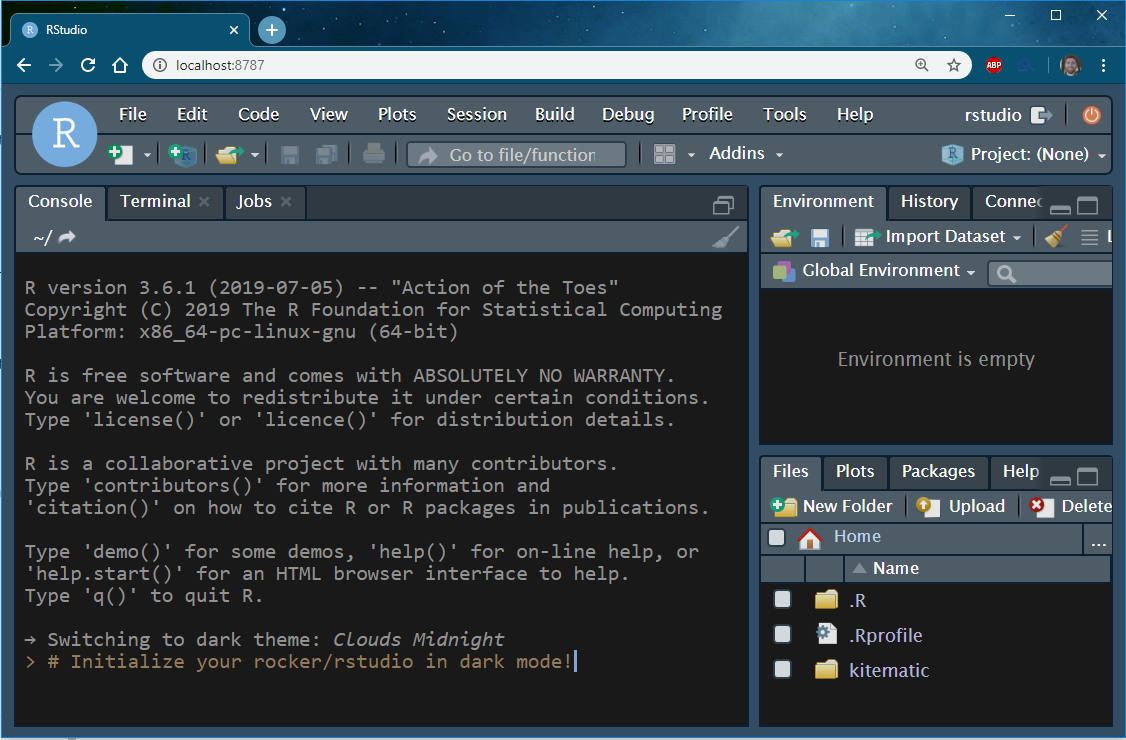 RStudio
localhost:8787
ABP
R
File Edit Code View Plots Session Build Debug Profile Tools Help
rstudio
Go to file/function
Addins
Project: (None)
Console Terminal Jobs
~/
R version 3.6.1 (2019-07-05) -- "Action of the Toes"
Copyright (C) 2019 The R Foundation for Statistical Computing
Platform: x86_64-pc-linux-gnu (64-bit)
R is free software and comes with ABSOLUTELY NO WARRANTY.
You are welcome to redistribute it under certain conditions.
Type 'license()' or 'licence()' for distribution details.
R is a collaborative project with many contributors.
Type 'contributors()' for more information and
'citation()' on how to cite R or R packages in publications.
Type 'demo()' for some demos, 'help()' for on-line help, or
'help.start()' for an HTML browser interface to help.
Type 'q()' to quit R.
→ Switching to dark theme: Clouds Midnight
> # Initialize your rocker/rstudio in dark mode!
Environment History Connec
Import Dataset L
Global Environment
Environment is empty
Files Plots Packages Help
New Folder Upload Delete
Home ...
Name
.R
.Rprofile
kitematic